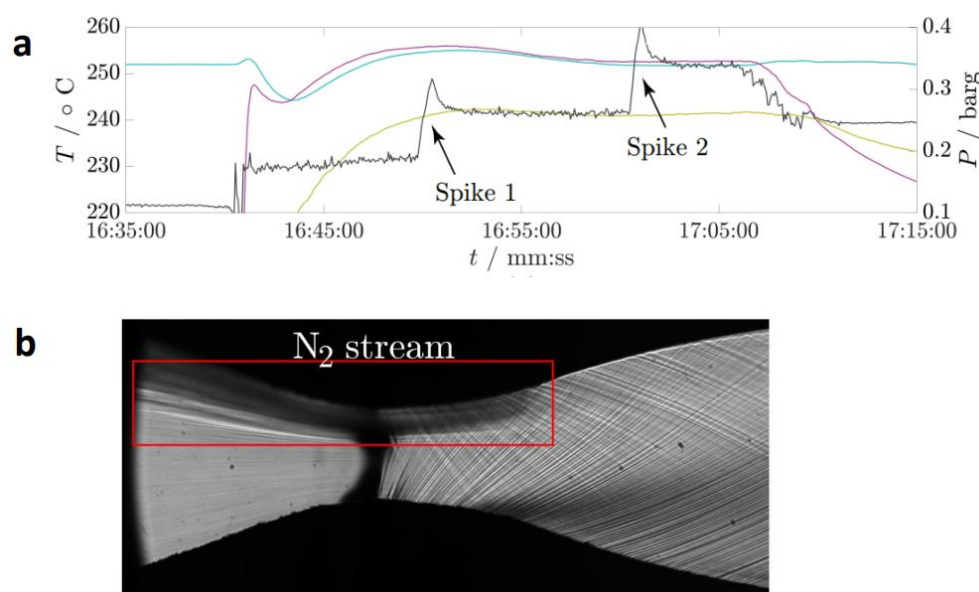 a
260
250
240
230
220
T / ∘ C
0.4
0.3
0.2
0.1
P / barg
Spike 1
Spike 2
16:35:00 16:45:00 16:55:00 17:05:00 17:15:00
t / mm:ss
b
N₂ stream